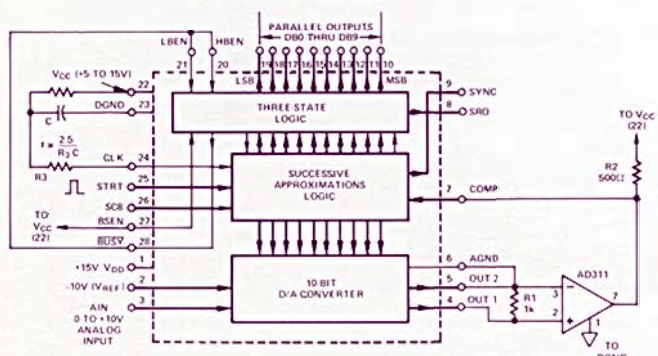 PARALLEL OUTPUTS
DB0 THRU DB9
LBEN
HBEN
21
20
19
18
17
16
15
14
13
12
11
10
LSB
MSB
VCC (+5 TO 15V)
22
DGND
23
C
f ≈ 2.5 / R3 C
R3
CLK
24
STRT
25
SC8
26
TO
VCC
(22)
BSEN
27
BUSY
28
+15V VDD
1
-10V (VREF)
2
AIN
3
0 TO +10V
ANALOG
INPUT
THREE-STATE
LOGIC
SUCCESSIVE
APPROXIMATIONS
LOGIC
10-BIT
D/A CONVERTER
9
SYNC
8
SRO
7
COMP
6
AGND
5
OUT 2
4
OUT 1
R1
1k
TO VCC
(22)
R2
500Ω
AD311
3
−
2
+
7
1
TO
DGND